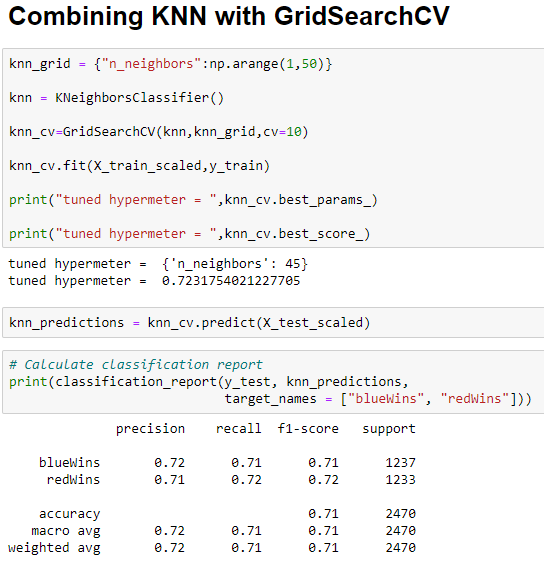 Combining KNN with GridSearchCV
knn_grid = {"n_neighbors":np.arange(1,50)}
knn = KNeighborsClassifier()
knn_cv=GridSearchCV(knn,knn_grid,cv=10)
knn_cv.fit(X_train_scaled,y_train)
print("tuned hypermeter = ",knn_cv.best_params_)
print("tuned hypermeter = ",knn_cv.best_score_)
tuned hypermeter =  {'n_neighbors': 45}
tuned hypermeter =  0.7231754021227705
knn_predictions = knn_cv.predict(X_test_scaled)
# Calculate classification report
print(classification_report(y_test, knn_predictions,
target_names = ["blueWins", "redWins"]))
precision recall f1-score support
blueWins 0.72 0.71 0.71 1237
redWins 0.71 0.72 0.72 1233
accuracy 0.71 2470
macro avg 0.72 0.71 0.71 2470
weighted avg 0.72 0.71 0.71 2470